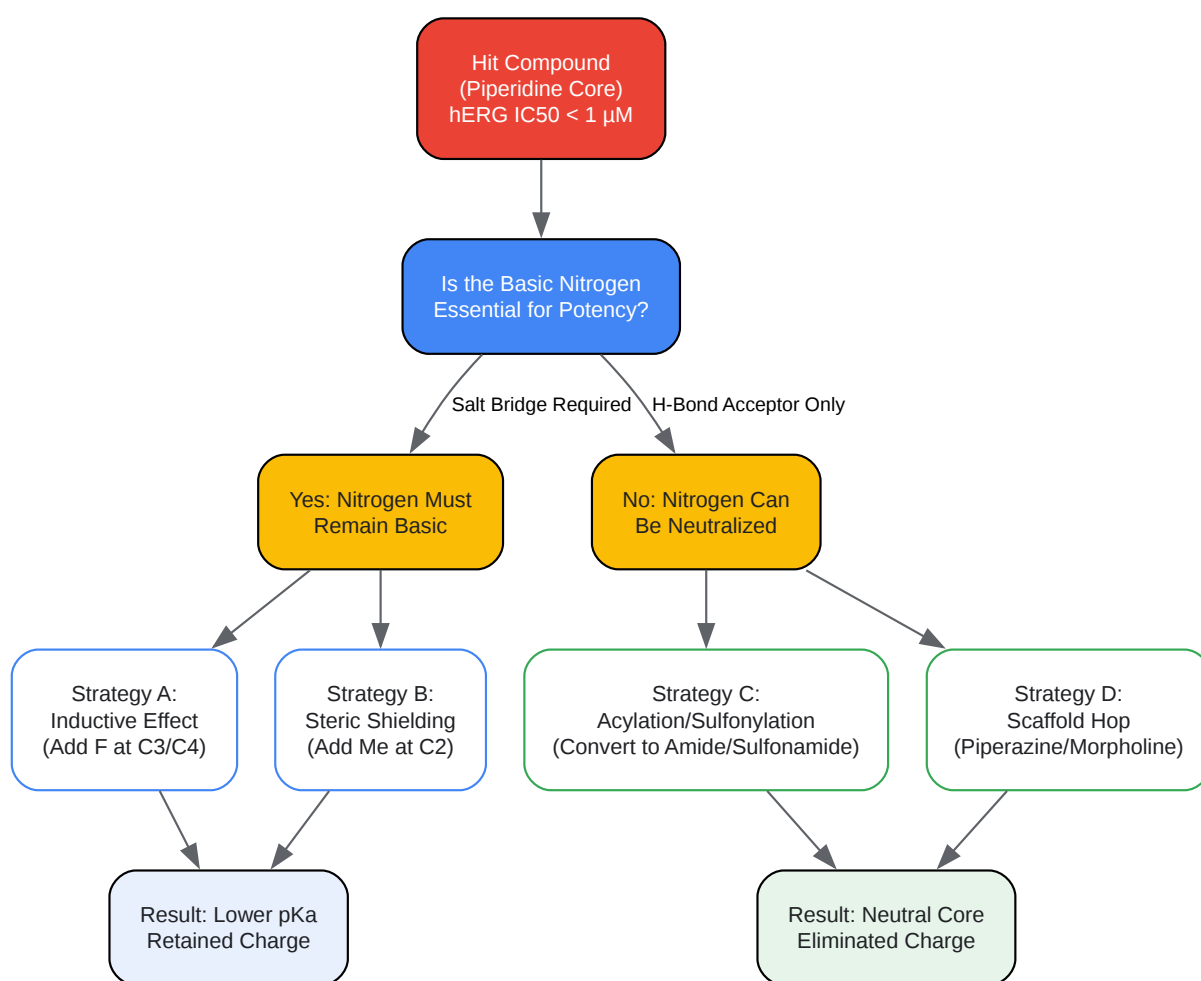 Hit Compound
(Piperidine Core)
hERG IC50 < 1 µM
Is the Basic Nitrogen
Essential for Potency?
Salt Bridge Required
H-Bond Acceptor Only
Yes: Nitrogen Must
Remain Basic
No: Nitrogen Can
Be Neutralized
Strategy A:
Inductive Effect
(Add F at C3/C4)
Strategy B:
Steric Shielding
(Add Me at C2)
Strategy C:
Acylation/Sulfonylation
(Convert to Amide/Sulfonamide)
Strategy D:
Scaffold Hop
(Piperazine/Morpholine)
Result: Lower pKa
Retained Charge
Result: Neutral Core
Eliminated Charge